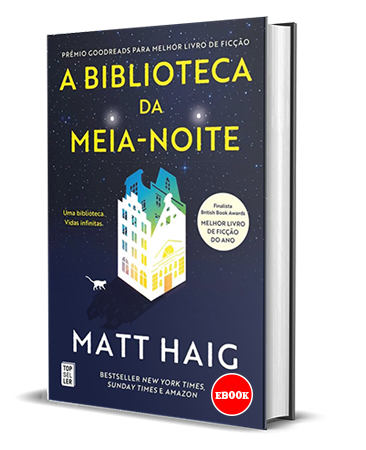 PRÉMIO GOODREADS PARA MELHOR LIVRO DE FICÇÃO
A BIBLIOTECA
DA
MEIA-NOITE
Uma biblioteca.
Vidas infinitas.
Finalista
British Book Awards
MELHOR LIVRO
DE FICÇÃO
DO ANO
MATT HAIG
TOP
SEL
LER
BESTSELLER NEW YORK TIMES,
SUNDAY TIMES E AMAZON
EBOOK